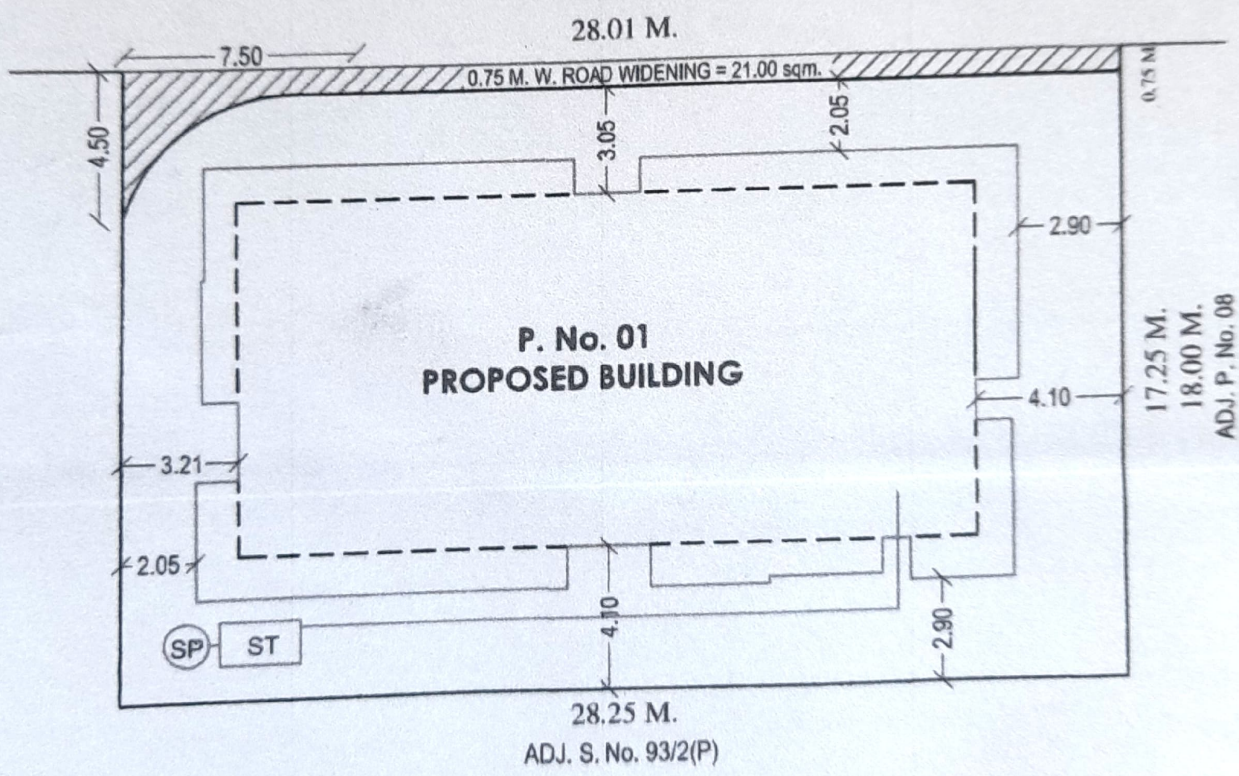 28.01 M.
7.50
0.75 M. W. ROAD WIDENING = 21.00 sqm.
0.75 M
4.50
3.05
2.05
2.90
P. No. 01
PROPOSED BUILDING
4.10
17.25 M.
18.00 M.
ADJ. P. No. 08
3.21
2.05
4.10
2.90
SP
ST
28.25 M.
ADJ. S. No. 93/2(P)